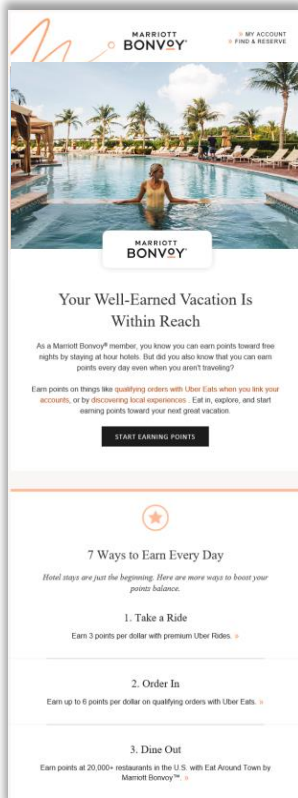 MARRIOTT
BONVOY
» MY ACCOUNT
» FIND & RESERVE
MARRIOTT
BONVOY
Your Well-Earned Vacation Is
Within Reach
As a Marriott Bonvoy® member, you know you can earn points toward free
nights by staying at hour hotels. But did you also know that you can earn
points every day even when you aren't traveling?
Earn points on things like qualifying orders with Uber Eats when you link your
accounts, or by discovering local experiences . Eat in, explore, and start
earning points toward your next great vacation.
START EARNING POINTS
7 Ways to Earn Every Day
Hotel stays are just the beginning. Here are more ways to boost your
points balance.
1. Take a Ride
Earn 3 points per dollar with premium Uber Rides. »
2. Order In
Earn up to 6 points per dollar on qualifying orders with Uber Eats. »
3. Dine Out
Earn points at 20,000+ restaurants in the U.S. with Eat Around Town by
Marriott Bonvoy™. »